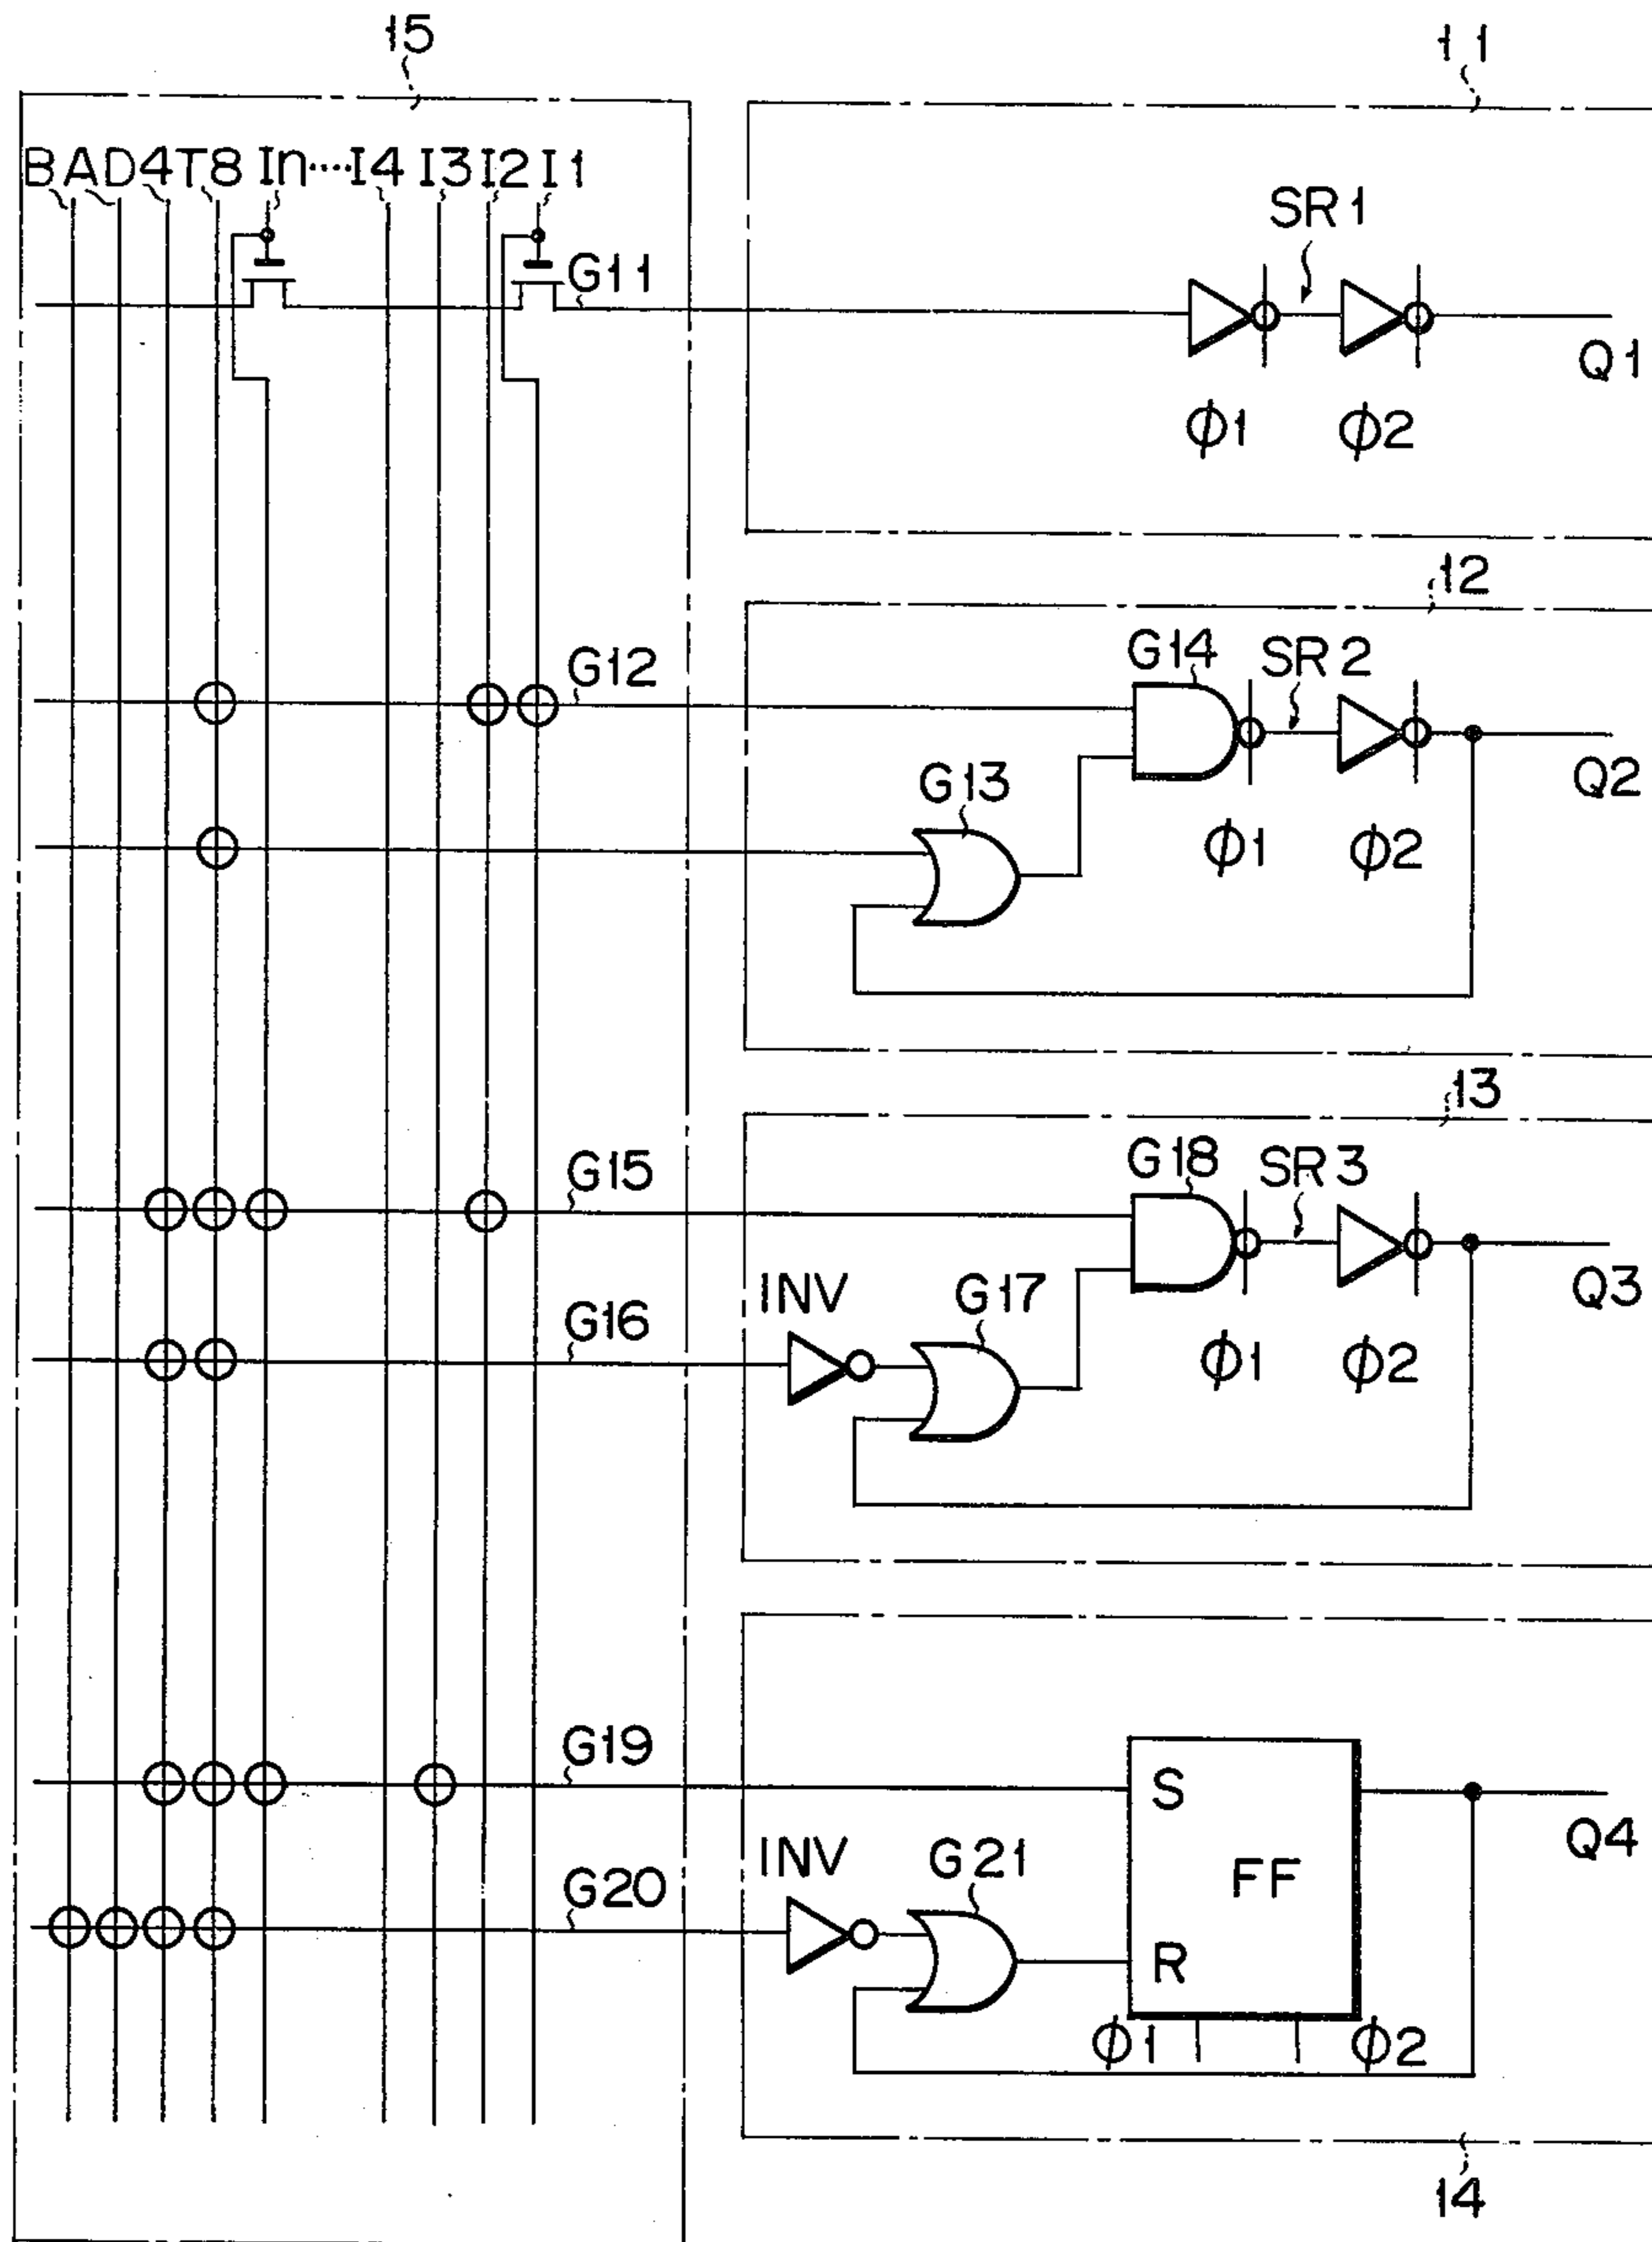 15
11
B A D4 T8 In····I4 I3 I2 I1
G11
SR1
Q1
ϕ1
ϕ2
12
G12
G14
SR2
Q2
G13
ϕ1
ϕ2
13
G15
G18
SR3
Q3
INV
G17
G16
ϕ1
ϕ2
G19
S
Q4
INV
G21
FF
G20
R
ϕ1
ϕ2
14